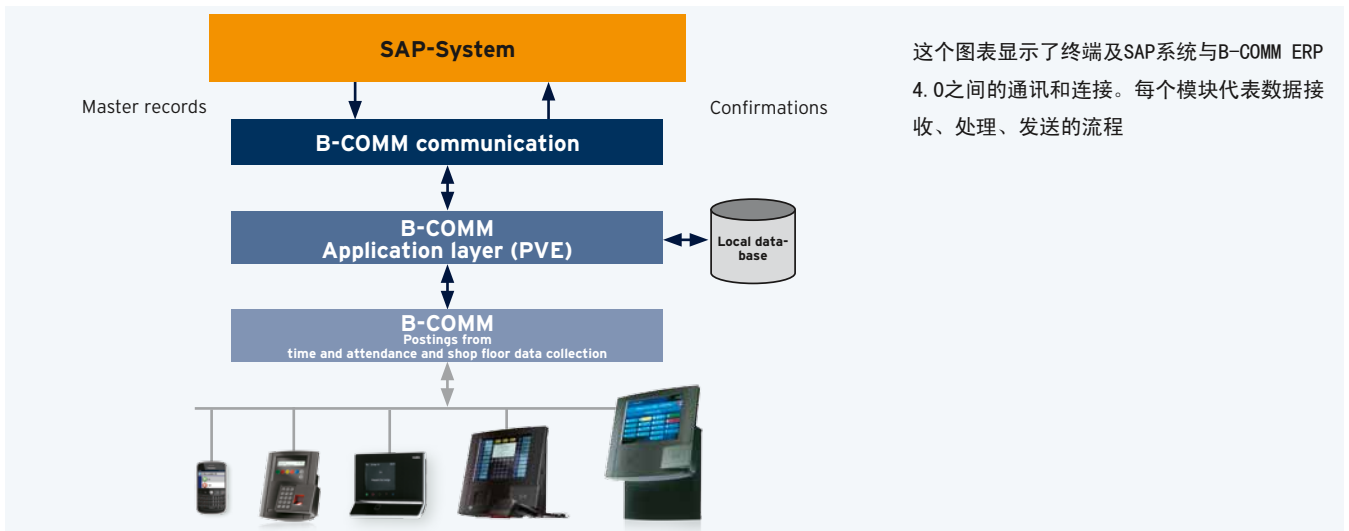 SAP-System
Master records
Confirmations
B-COMM communication
B-COMM
Application layer (PVE)
Local data-
base
B-COMM
Postings from
time and attendance and shop floor data collection
这个图表显示了终端及SAP系统与B-COMM ERP
4.0之间的通讯和连接。每个模块代表数据接
收、处理、发送的流程